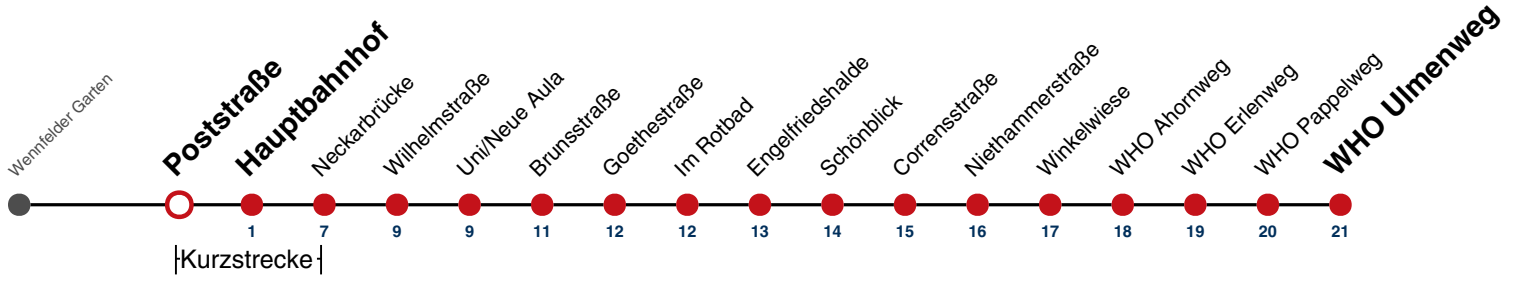 Wennfelder Garten
Poststraße
Hauptbahnhof
Neckarbrücke
Wilhelmstraße
Uni/Neue Aula
Brunsstraße
Goethestraße
Im Rotbad
Engelfriedshalde
Schönblick
Corrensstraße
Niethammerstraße
Winkelwiese
WHO Ahornweg
WHO Erlenweg
WHO Pappelweg
WHO Ulmenweg
1 7 9 9 11 12 12 13 14 15 16 17 18 19 20 21
Kurzstrecke